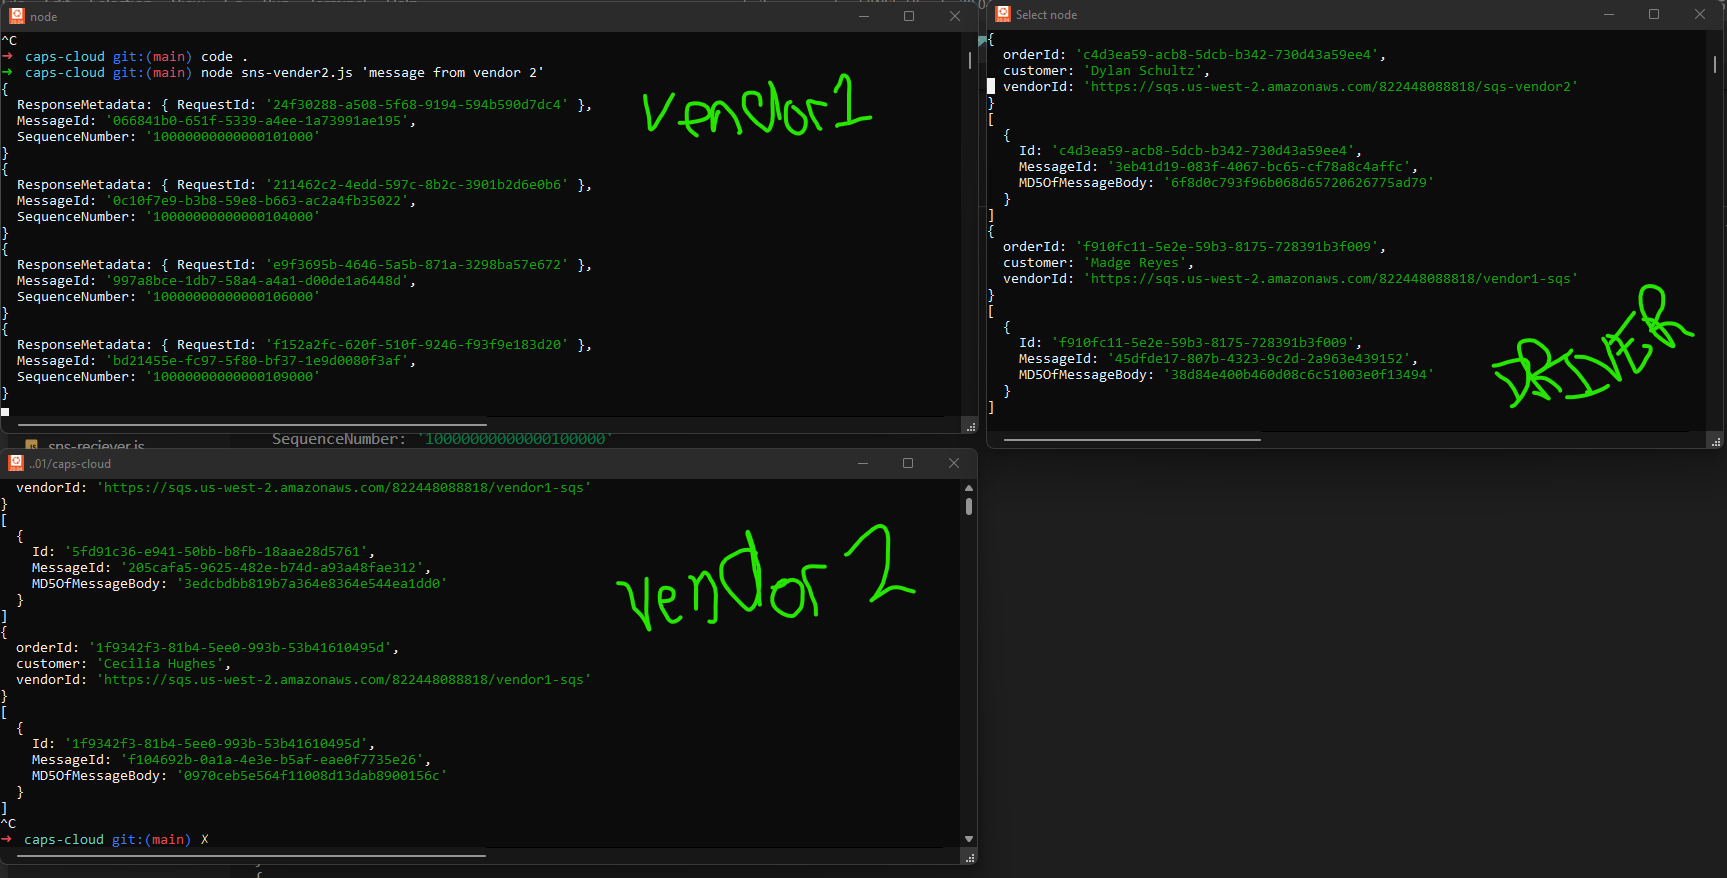 node
^C
→ caps-cloud git:(main) code .
→ caps-cloud git:(main) node sns-vender2.js 'message from vendor 2'
{
ResponseMetadata: { RequestId: '24f30288-a508-5f68-9194-594b590d7dc4' },
MessageId: '066841b0-651f-5339-a4ee-1a73991ae195',
SequenceNumber: '10000000000000101000'
}
{
ResponseMetadata: { RequestId: '211462c2-4edd-597c-8b2c-3901b2d6e0b6' },
MessageId: '0c10f7e9-b3b8-59e8-b663-ac2a4fb35022',
SequenceNumber: '10000000000000104000'
}
{
ResponseMetadata: { RequestId: 'e9f3695b-4646-5a5b-871a-3298ba57e672' },
MessageId: '997a8bce-1db7-58a4-a4a1-d00de1a6448d',
SequenceNumber: '10000000000000106000'
}
{
ResponseMetadata: { RequestId: 'f152a2fc-620f-510f-9246-f93f9e183d20' },
MessageId: 'bd21455e-fc97-5f80-bf37-1e9d0080f3af',
SequenceNumber: '10000000000000109000'
}
vendor1
Select node
{
orderId: 'c4d3ea59-acb8-5dcb-b342-730d43a59ee4',
customer: 'Dylan Schultz',
vendorId: 'https://sqs.us-west-2.amazonaws.com/822448088818/sqs-vendor2'
}
[
{
Id: 'c4d3ea59-acb8-5dcb-b342-730d43a59ee4',
MessageId: '3eb41d19-083f-4067-bc65-cf78a8c4affc',
MD5OfMessageBody: '6f8d0c793f96b068d65720626775ad79'
}
]
{
orderId: 'f910fc11-5e2e-59b3-8175-728391b3f009',
customer: 'Madge Reyes',
vendorId: 'https://sqs.us-west-2.amazonaws.com/822448088818/vendor1-sqs'
}
[
{
Id: 'f910fc11-5e2e-59b3-8175-728391b3f009',
MessageId: '45dfde17-807b-4323-9c2d-2a963e439152',
MD5OfMessageBody: '38d84e400b460d08c6c51003e0f13494'
}
]
DRIVER
sns-reciever.js
SequenceNumber: '10000000000000100000'
..01/caps-cloud
vendorId: 'https://sqs.us-west-2.amazonaws.com/822448088818/vendor1-sqs'
}
[
{
Id: '5fd91c36-e941-50bb-b8fb-18aae28d5761',
MessageId: '205cafa5-9625-482e-b74d-a93a48fae312',
MD5OfMessageBody: '3edcbdbb819b7a364e8364e544ea1dd0'
}
]
{
orderId: '1f9342f3-81b4-5ee0-993b-53b41610495d',
customer: 'Cecilia Hughes',
vendorId: 'https://sqs.us-west-2.amazonaws.com/822448088818/vendor1-sqs'
}
[
{
Id: '1f9342f3-81b4-5ee0-993b-53b41610495d',
MessageId: 'f104692b-0a1a-4e3e-b5af-eae0f7735e26',
MD5OfMessageBody: '0970ceb5e564f11008d13dab8900156c'
}
]
^C
→ caps-cloud git:(main) ✗
vendor 2